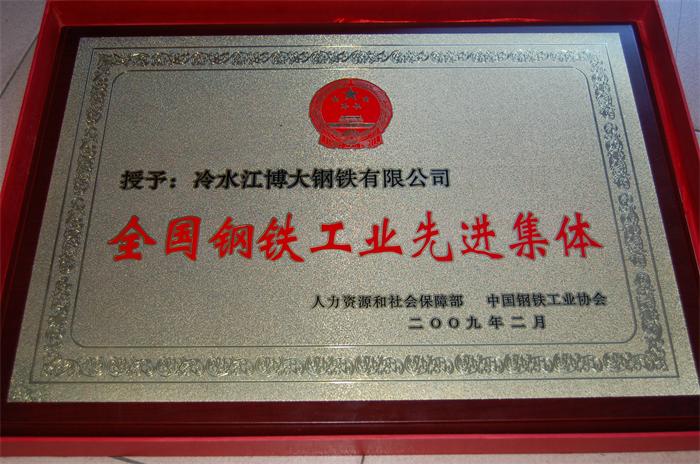 授予：冷水江博大钢铁有限公司
全国钢铁工业先进集体
人力资源和社会保障部 中国钢铁工业协会
二〇〇九年二月